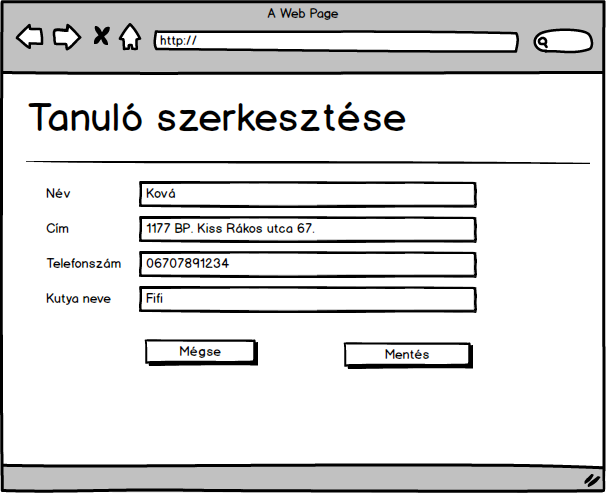 A Web Page
http://
Tanuló szerkesztése
Név
Ková
Cím
1177 BP. Kiss Rákos utca 67.
Telefonszám
06707891234
Kutya neve
Fifi
Mégse
Mentés